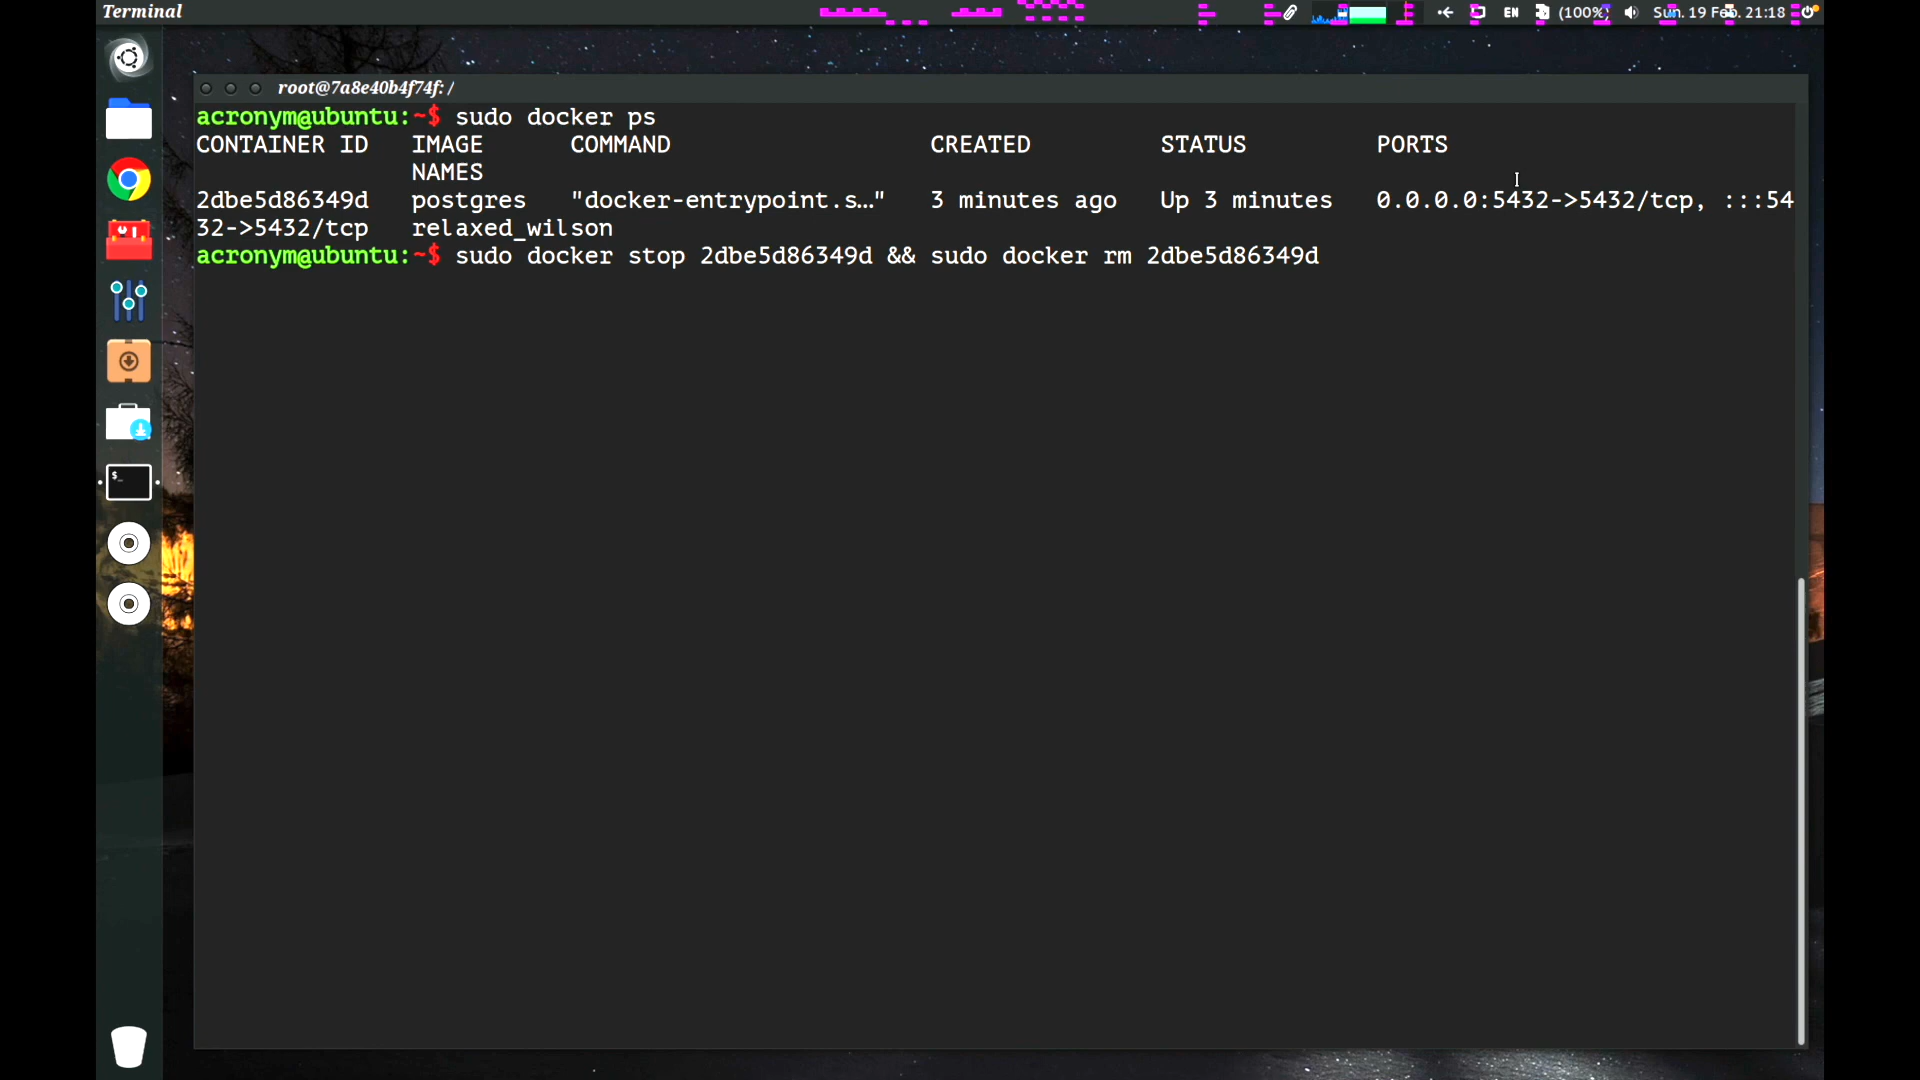 Terminal
EN
(100%)
Sun. 19 Feb. 21:18
root@7a8e40b4f74f: /
acronym@ubuntu:~$ sudo docker ps
CONTAINER ID   IMAGE      COMMAND                  CREATED         STATUS         PORTS
NAMES
2dbe5d86349d   postgres   "docker-entrypoint.s…"   3 minutes ago   Up 3 minutes   0.0.0.0:5432->5432/tcp, :::54
32->5432/tcp   relaxed_wilson
acronym@ubuntu:~$ sudo docker stop 2dbe5d86349d && sudo docker rm 2dbe5d86349d